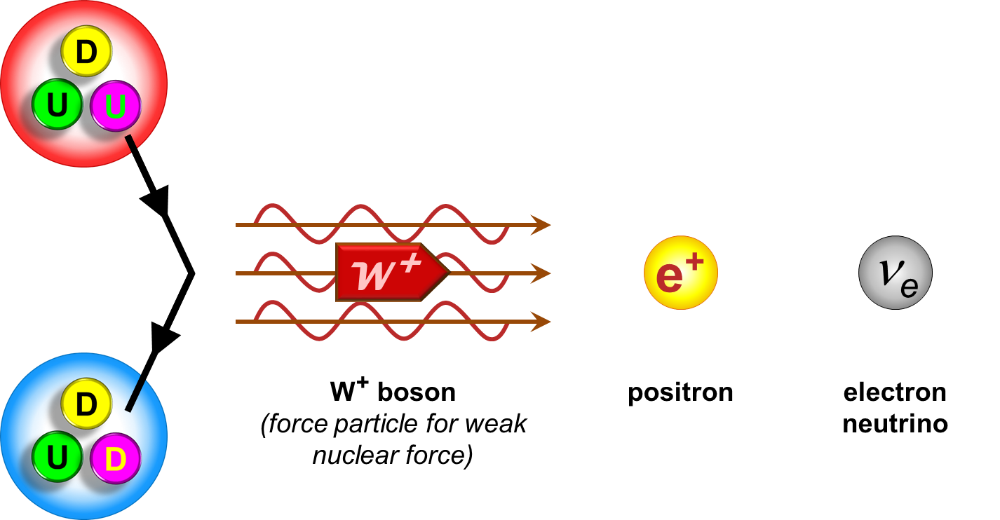 D
U U
W⁺
e⁺
νe
D
U D
W⁺ boson
(force particle for weak
nuclear force)
positron
electron
neutrino